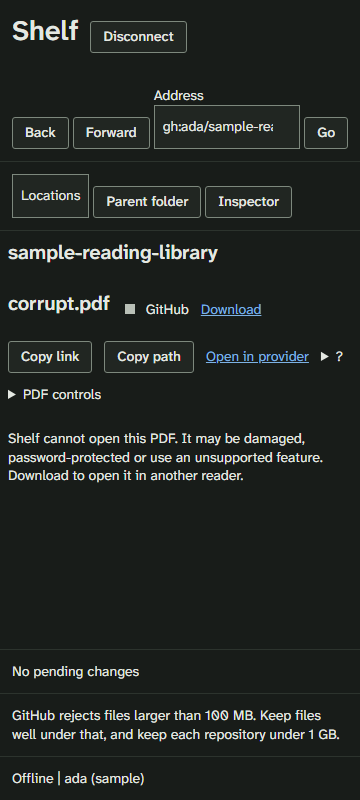 Shelf Disconnect
Address
Back Forward gh:ada/sample-rea Go
Locations Parent folder Inspector
sample-reading-library
corrupt.pdf GitHub Download
Copy link Copy path Open in provider ?
PDF controls
Shelf cannot open this PDF. It may be damaged,
password-protected or use an unsupported feature.
Download to open it in another reader.
No pending changes
GitHub rejects files larger than 100 MB. Keep files
well under that, and keep each repository under 1 GB.
Offline | ada (sample)